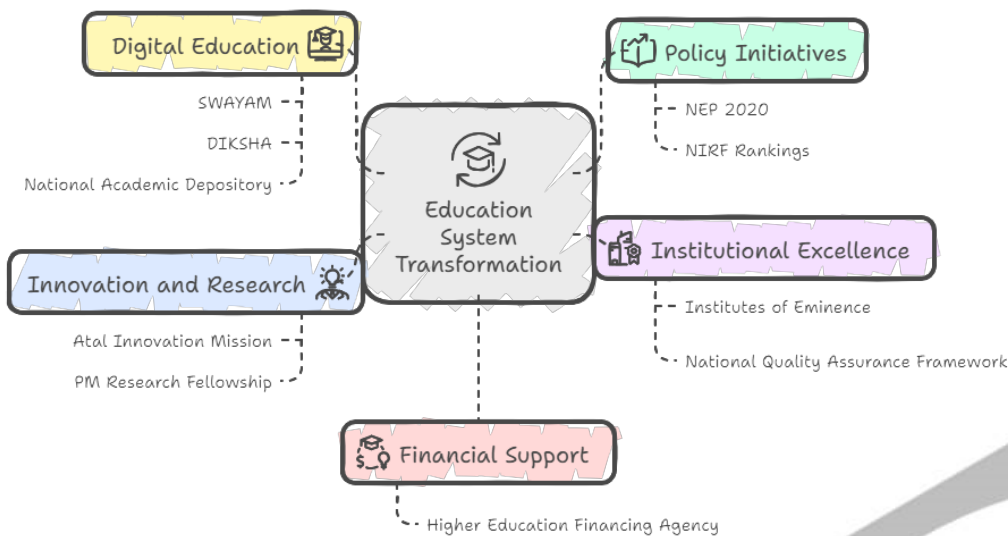 Digital Education
SWAYAM
DIKSHA
National Academic Depository
Policy Initiatives
NEP 2020
NIRF Rankings
Education
System
Transformation
Innovation and Research
Atal Innovation Mission
PM Research Fellowship
Institutional Excellence
Institutes of Eminence
National Quality Assurance Framework
Financial Support
Higher Education Financing Agency